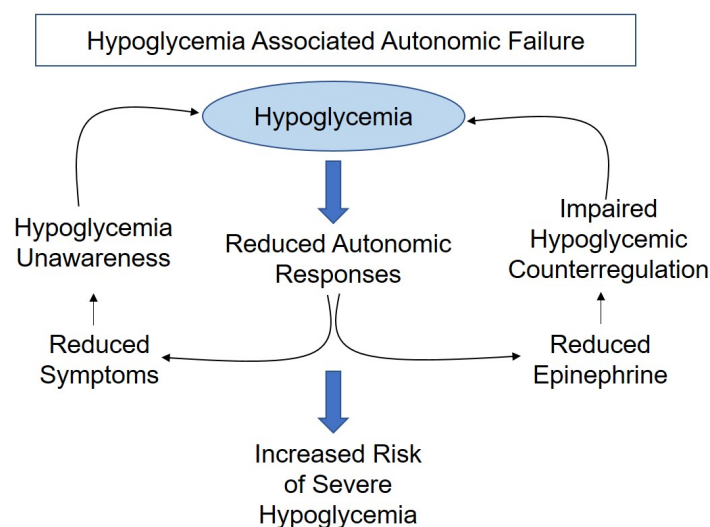 Hypoglycemia Associated Autonomic Failure
Hypoglycemia
Hypoglycemia
Unawareness
Reduced Autonomic
Responses
Impaired
Hypoglycemic
Counterregulation
Reduced
Symptoms
Reduced
Epinephrine
Increased Risk
of Severe
Hypoglycemia